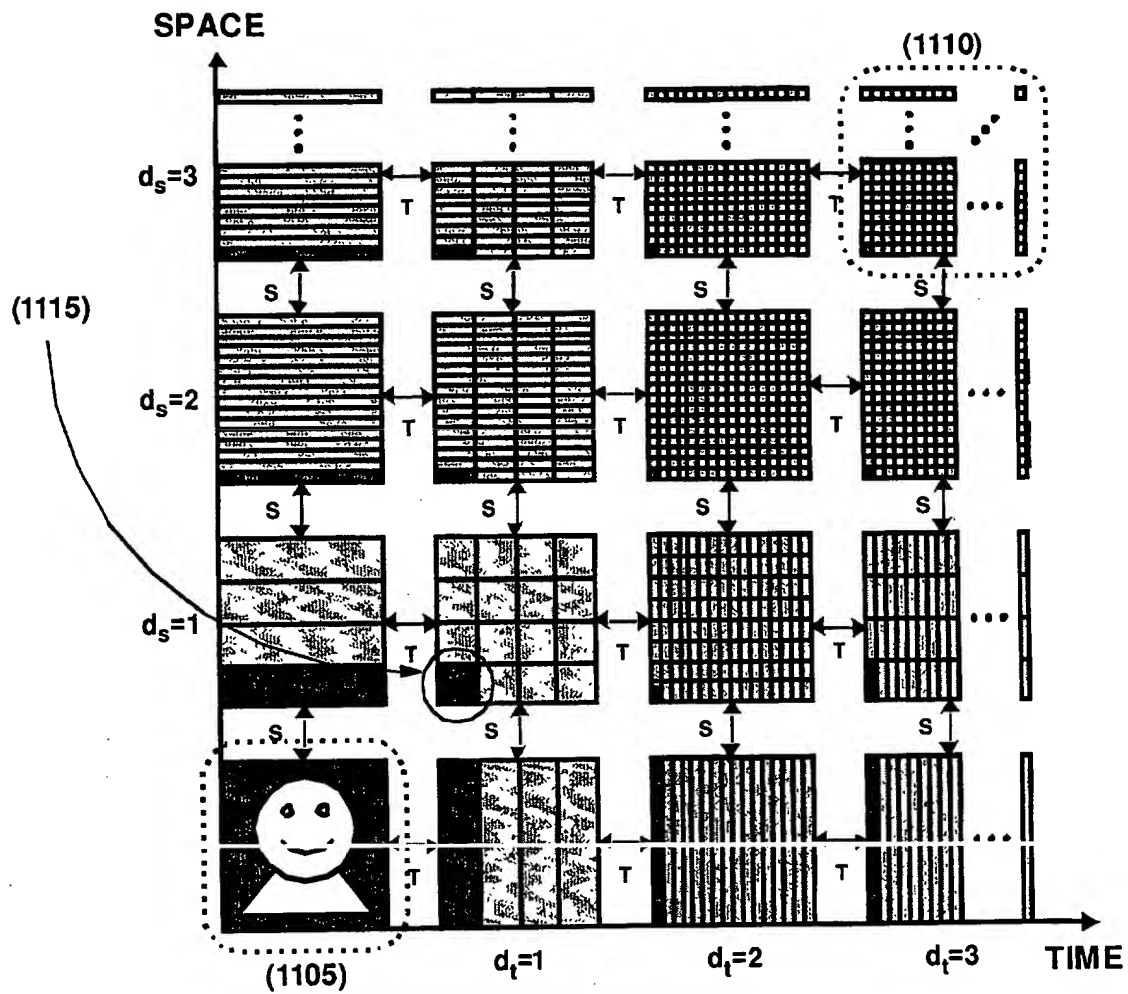 SPACE
(1110)
d_s=3
T T T
S S S S
(1115)
d_s=2
T T T
S S S S
d_s=1
T T T
S S S S
T T T
(1105)
d_t=1 d_t=2 d_t=3 TIME